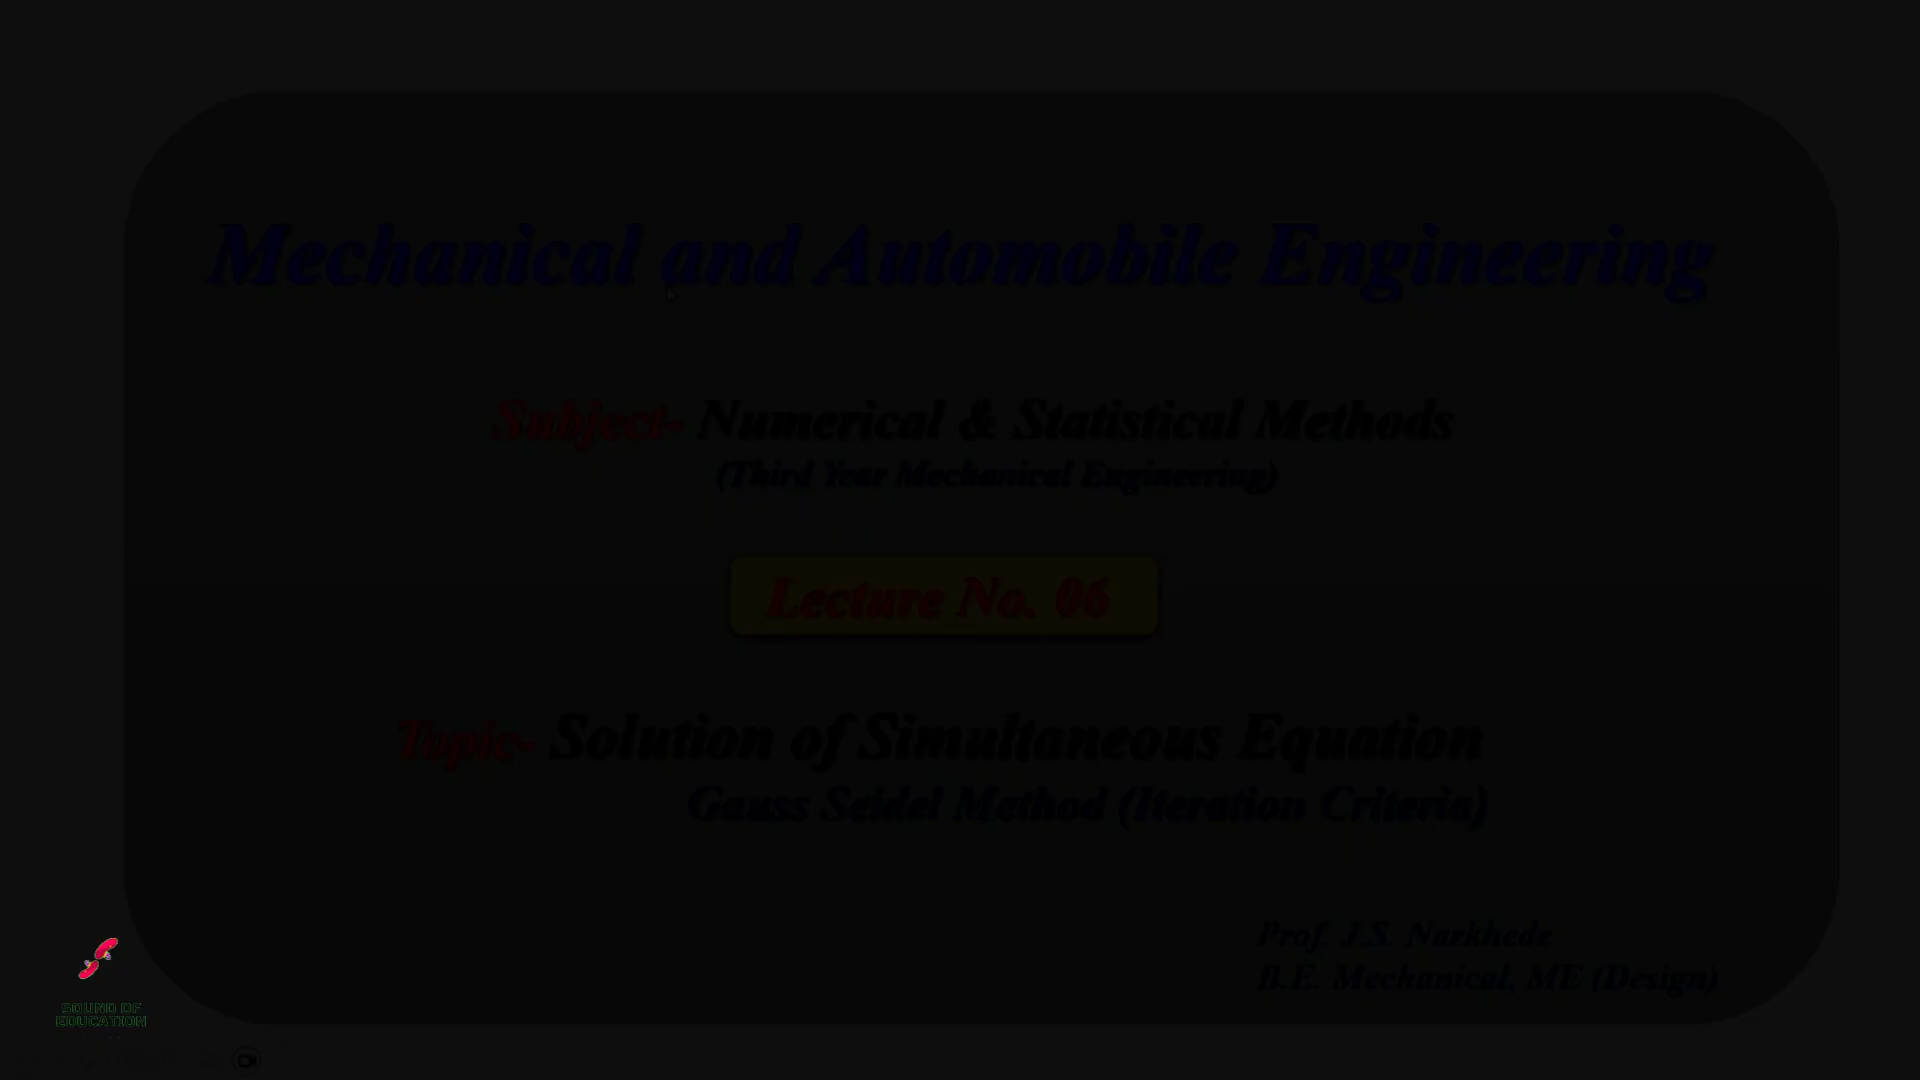 Mechanical and Automobile Engineering
Subject- Numerical & Statistical Methods
(Third Year Mechanical Engineering)
Lecture No. 06
Topic- Solution of Simultaneous Equation
Gauss Seidel Method (Iteration Criteria)
Prof. J.S. Narkhede
B.E. Mechanical, ME (Design)
SOUND OF
EDUCATION